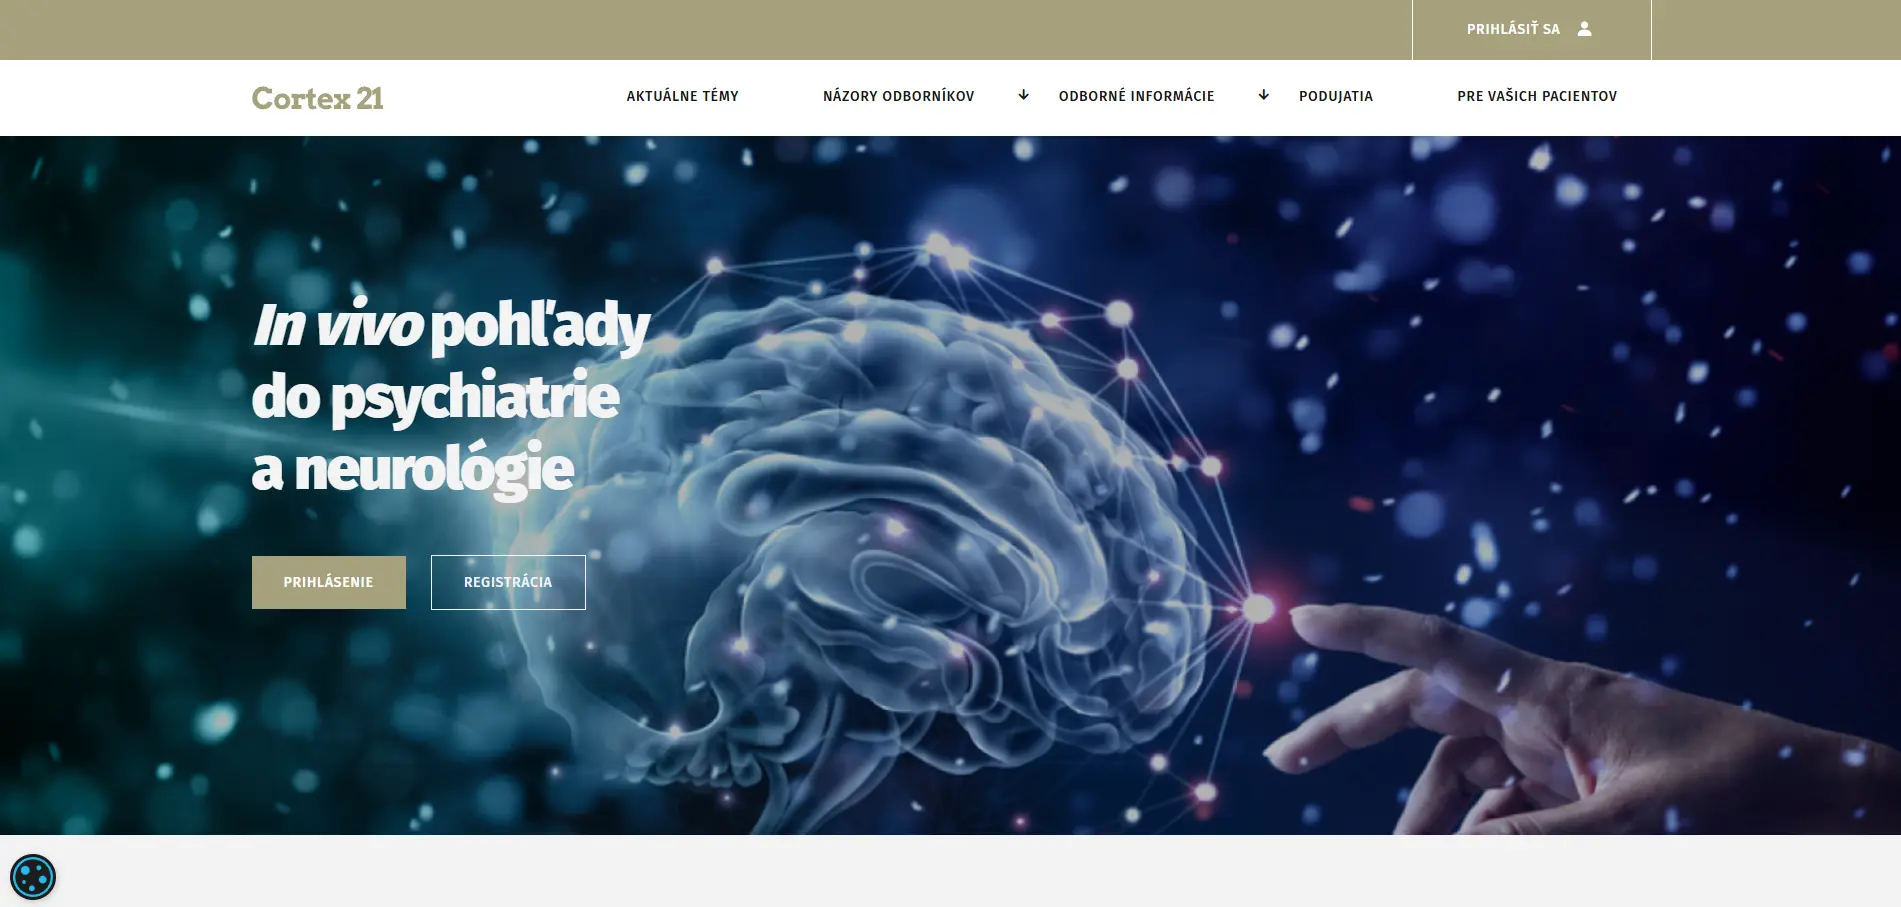 PRIHLÁSIŤ SA
Cortex 21
AKTUÁLNE TÉMY
NÁZORY ODBORNÍKOV
ODBORNÉ INFORMÁCIE
PODUJATIA
PRE VAŠICH PACIENTOV
In vivo pohľady
do psychiatrie
a neurológie
PRIHLÁSENIE
REGISTRÁCIA